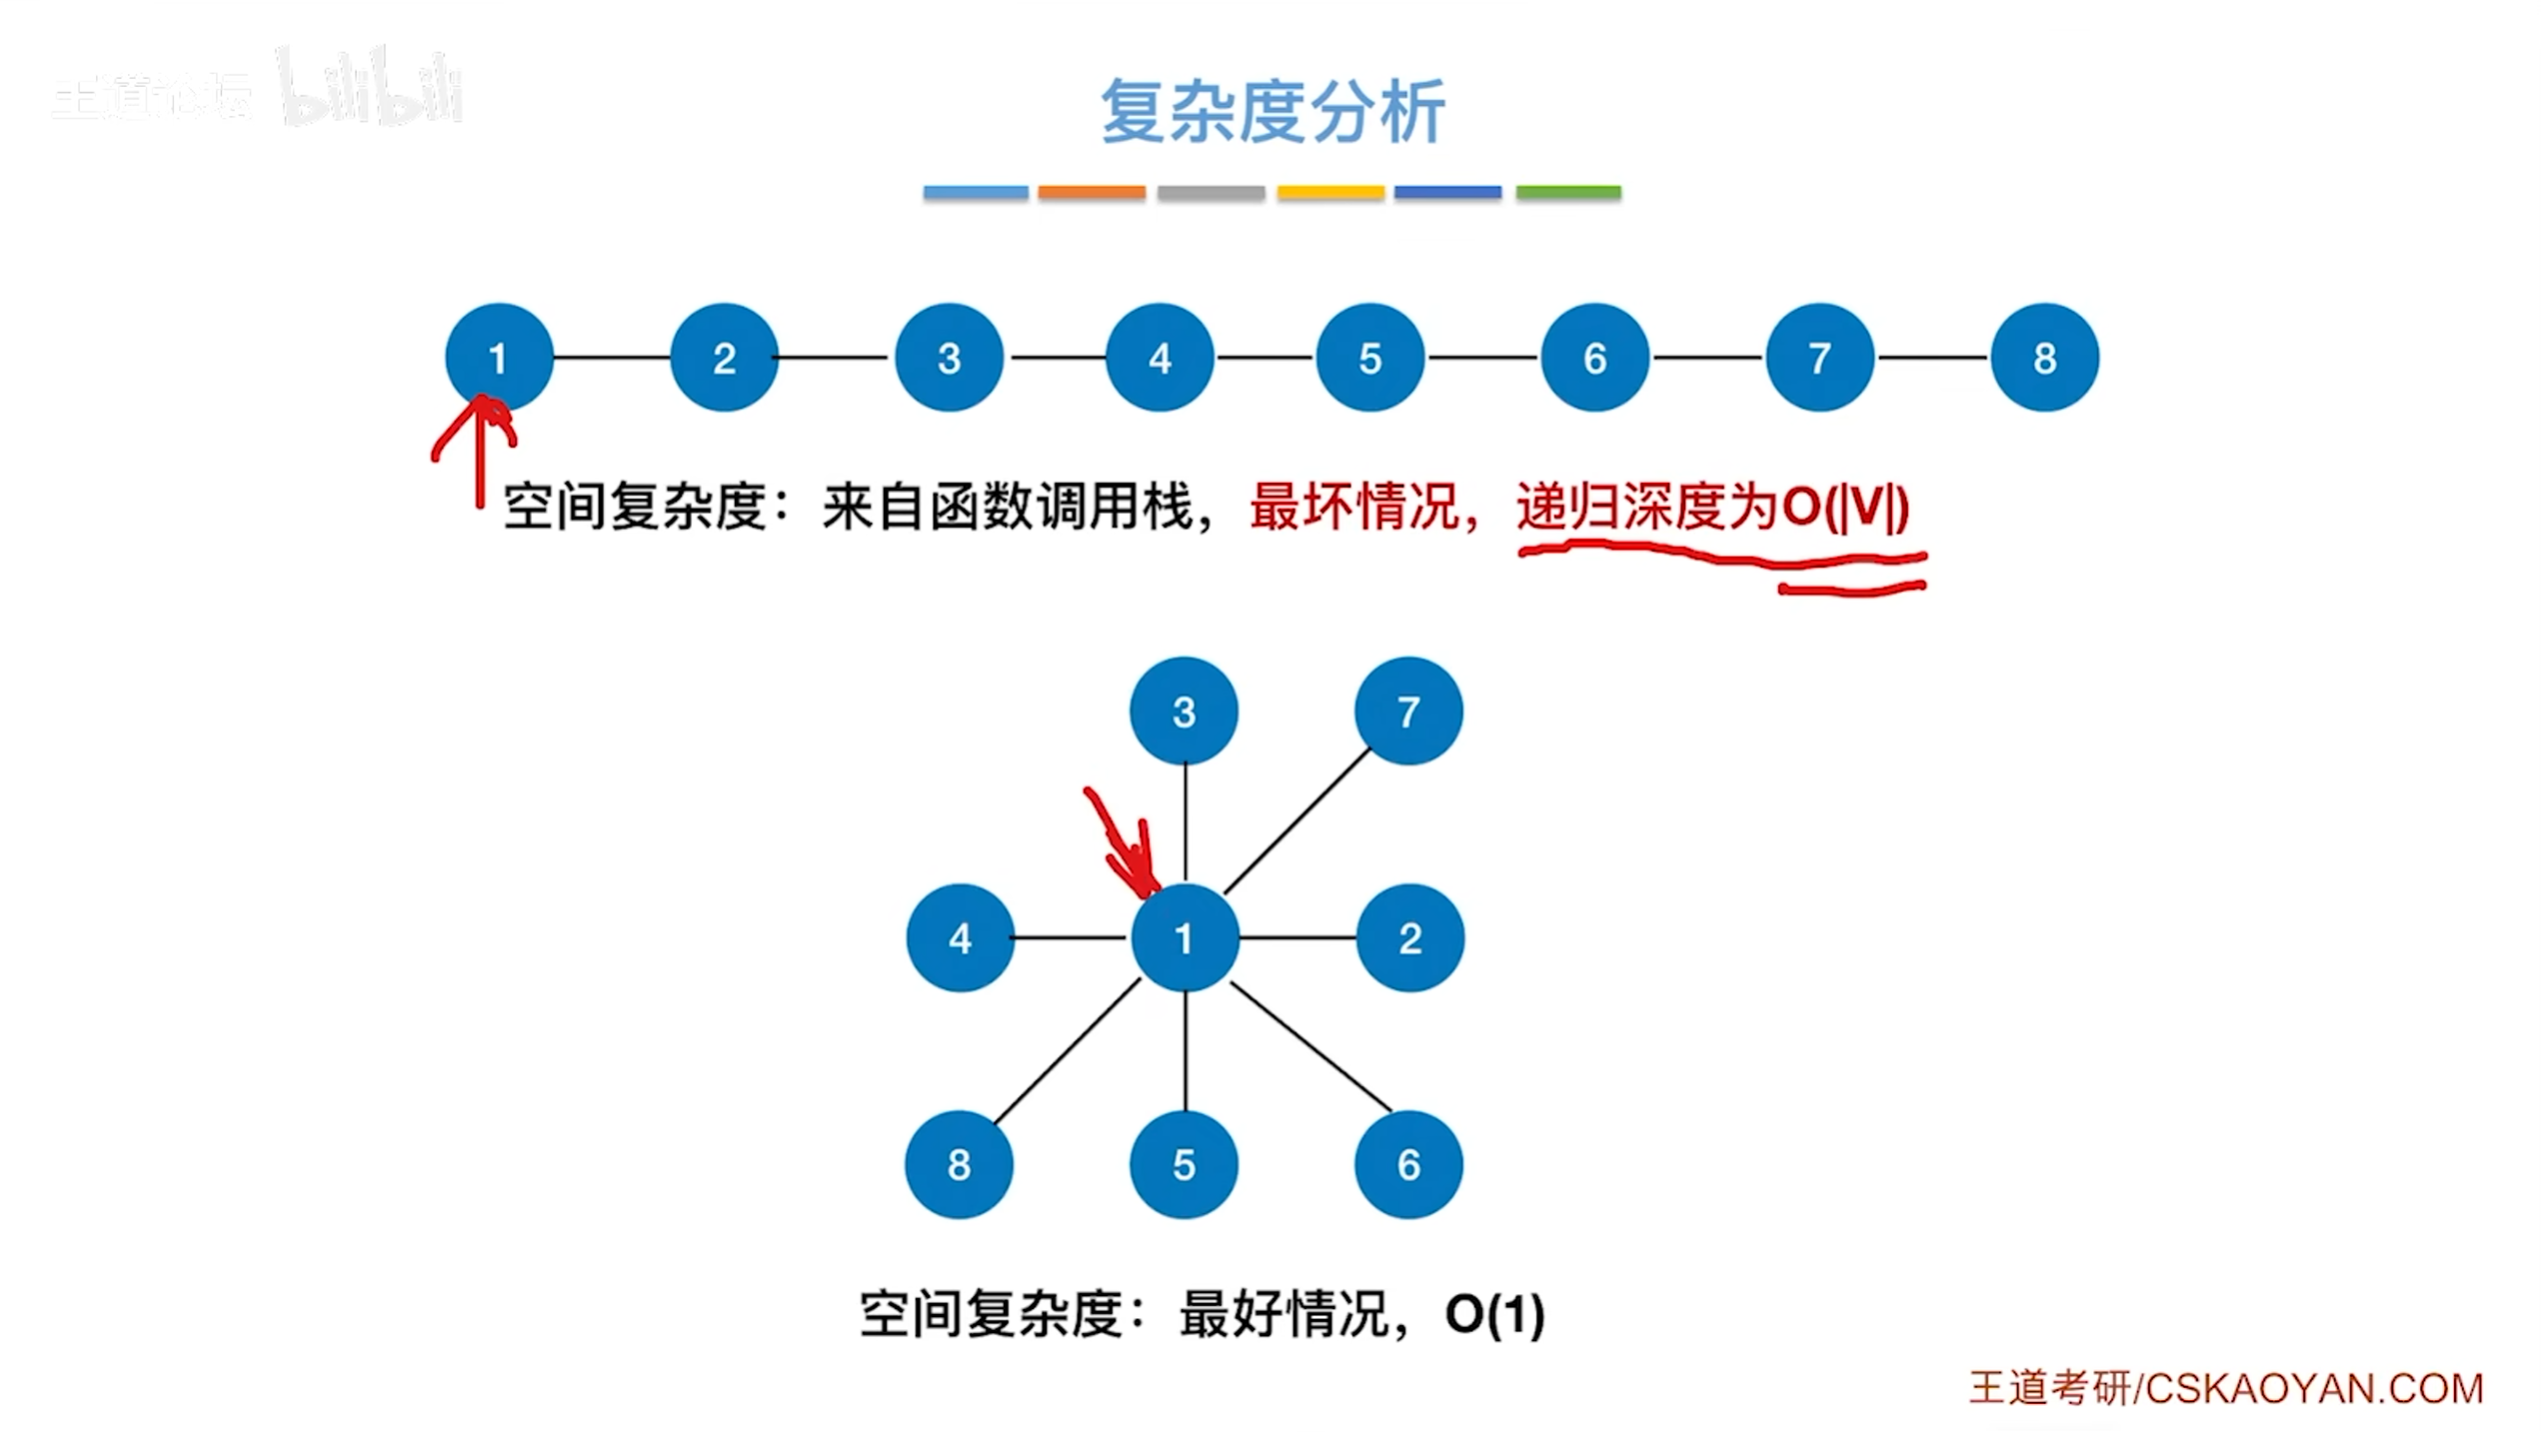 王道论坛 bilibili
复杂度分析
1 2 3 4 5 6 7 8
空间复杂度：来自函数调用栈，最坏情况，递归深度为O(|V|)
3 7
4 1 2
8 5 6
空间复杂度：最好情况，O(1)
王道考研/CSKAOYAN.COM